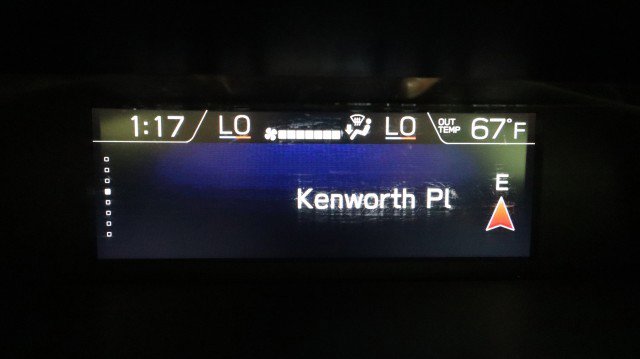 1:17 LO LO OUT TEMP 67°F
Kenworth Pl
E